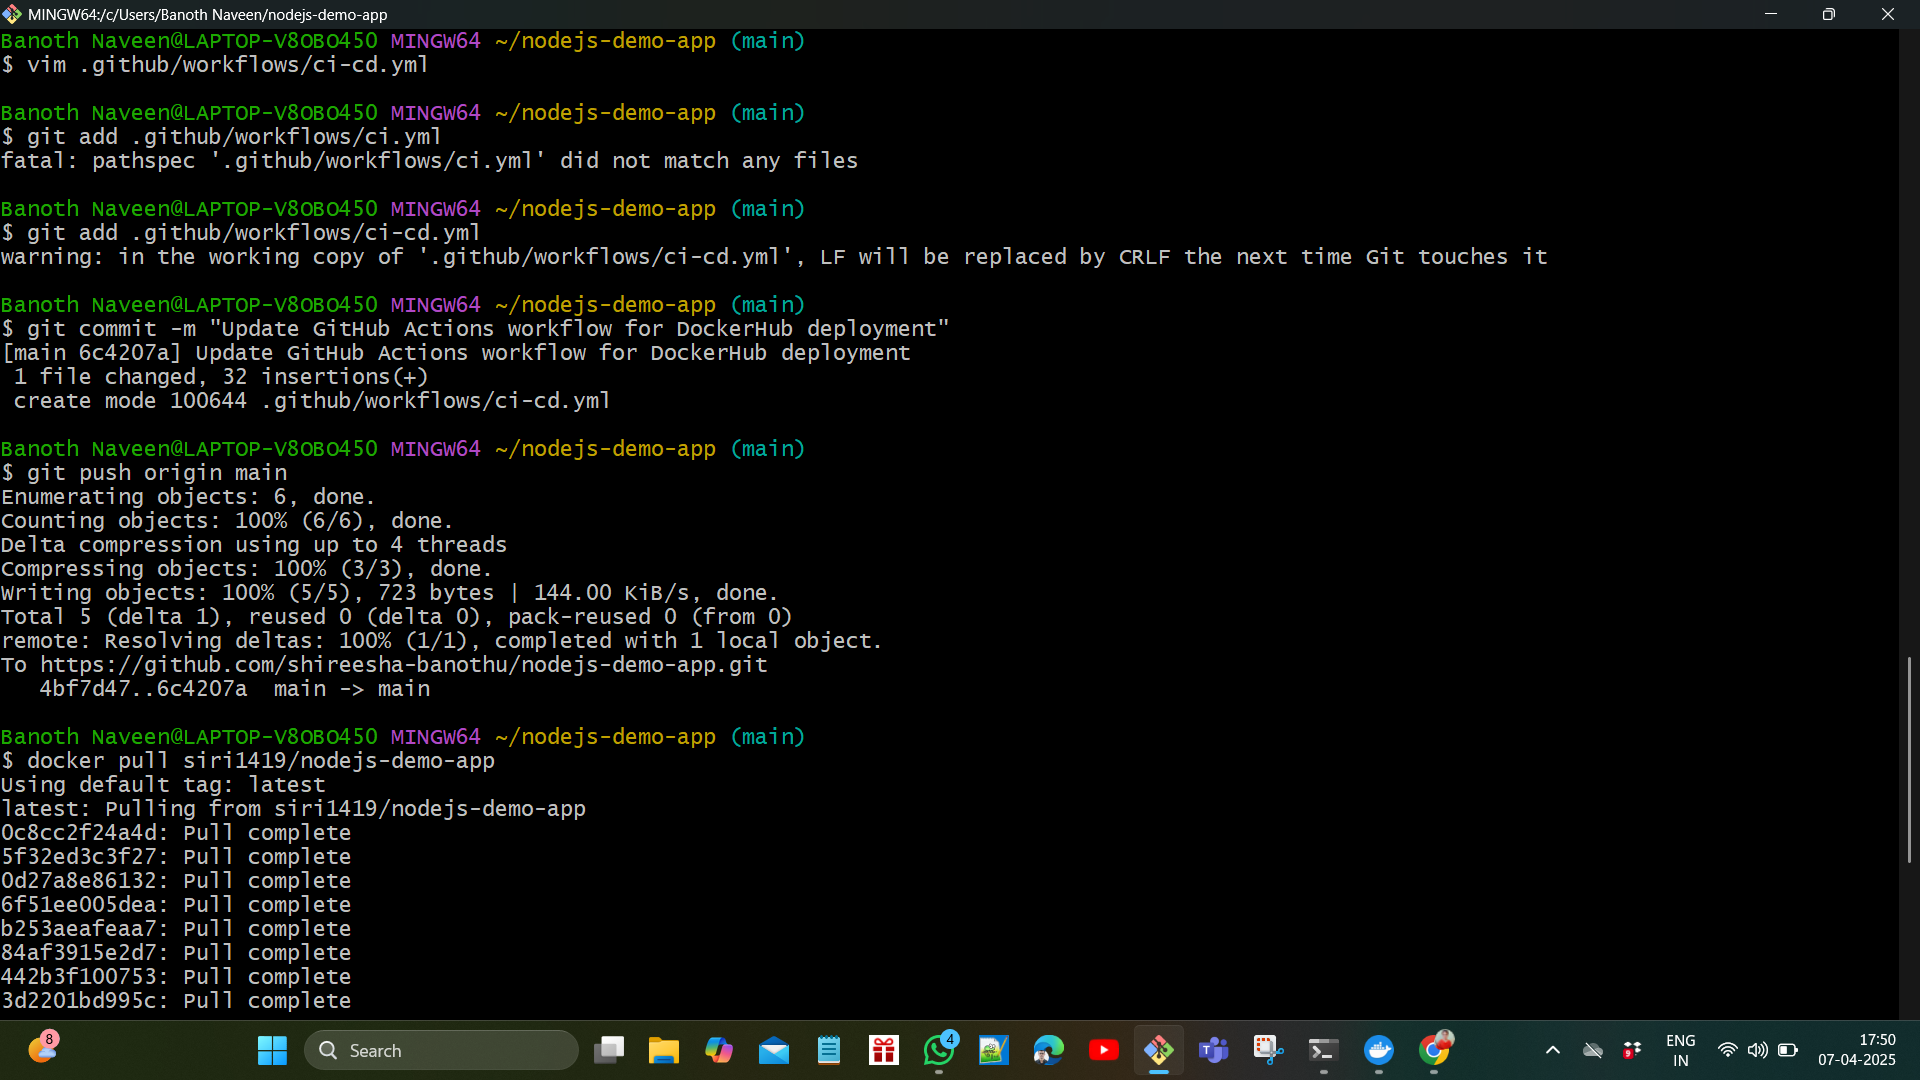 MINGW64:/c/Users/Banoth Naveen/nodejs-demo-app
Banoth Naveen@LAPTOP-V8OBO450 MINGW64 ~/nodejs-demo-app (main)
$ vim .github/workflows/ci-cd.yml
Banoth Naveen@LAPTOP-V8OBO450 MINGW64 ~/nodejs-demo-app (main)
$ git add .github/workflows/ci.yml
fatal: pathspec '.github/workflows/ci.yml' did not match any files
Banoth Naveen@LAPTOP-V8OBO450 MINGW64 ~/nodejs-demo-app (main)
$ git add .github/workflows/ci-cd.yml
warning: in the working copy of '.github/workflows/ci-cd.yml', LF will be replaced by CRLF the next time Git touches it
Banoth Naveen@LAPTOP-V8OBO450 MINGW64 ~/nodejs-demo-app (main)
$ git commit -m "Update GitHub Actions workflow for DockerHub deployment"
[main 6c4207a] Update GitHub Actions workflow for DockerHub deployment
1 file changed, 32 insertions(+)
create mode 100644 .github/workflows/ci-cd.yml
Banoth Naveen@LAPTOP-V8OBO450 MINGW64 ~/nodejs-demo-app (main)
$ git push origin main
Enumerating objects: 6, done.
Counting objects: 100% (6/6), done.
Delta compression using up to 4 threads
Compressing objects: 100% (3/3), done.
Writing objects: 100% (5/5), 723 bytes | 144.00 KiB/s, done.
Total 5 (delta 1), reused 0 (delta 0), pack-reused 0 (from 0)
remote: Resolving deltas: 100% (1/1), completed with 1 local object.
To https://github.com/shireesha-banothu/nodejs-demo-app.git
4bf7d47..6c4207a  main -> main
Banoth Naveen@LAPTOP-V8OBO450 MINGW64 ~/nodejs-demo-app (main)
$ docker pull siri1419/nodejs-demo-app
Using default tag: latest
latest: Pulling from siri1419/nodejs-demo-app
0c8cc2f24a4d: Pull complete
5f32ed3c3f27: Pull complete
0d27a8e86132: Pull complete
6f51ee005dea: Pull complete
b253aeafeaa7: Pull complete
84af3915e2d7: Pull complete
442b3f100753: Pull complete
3d2201bd995c: Pull complete
8
Search
4
9
ENG
IN
17:50
07-04-2025